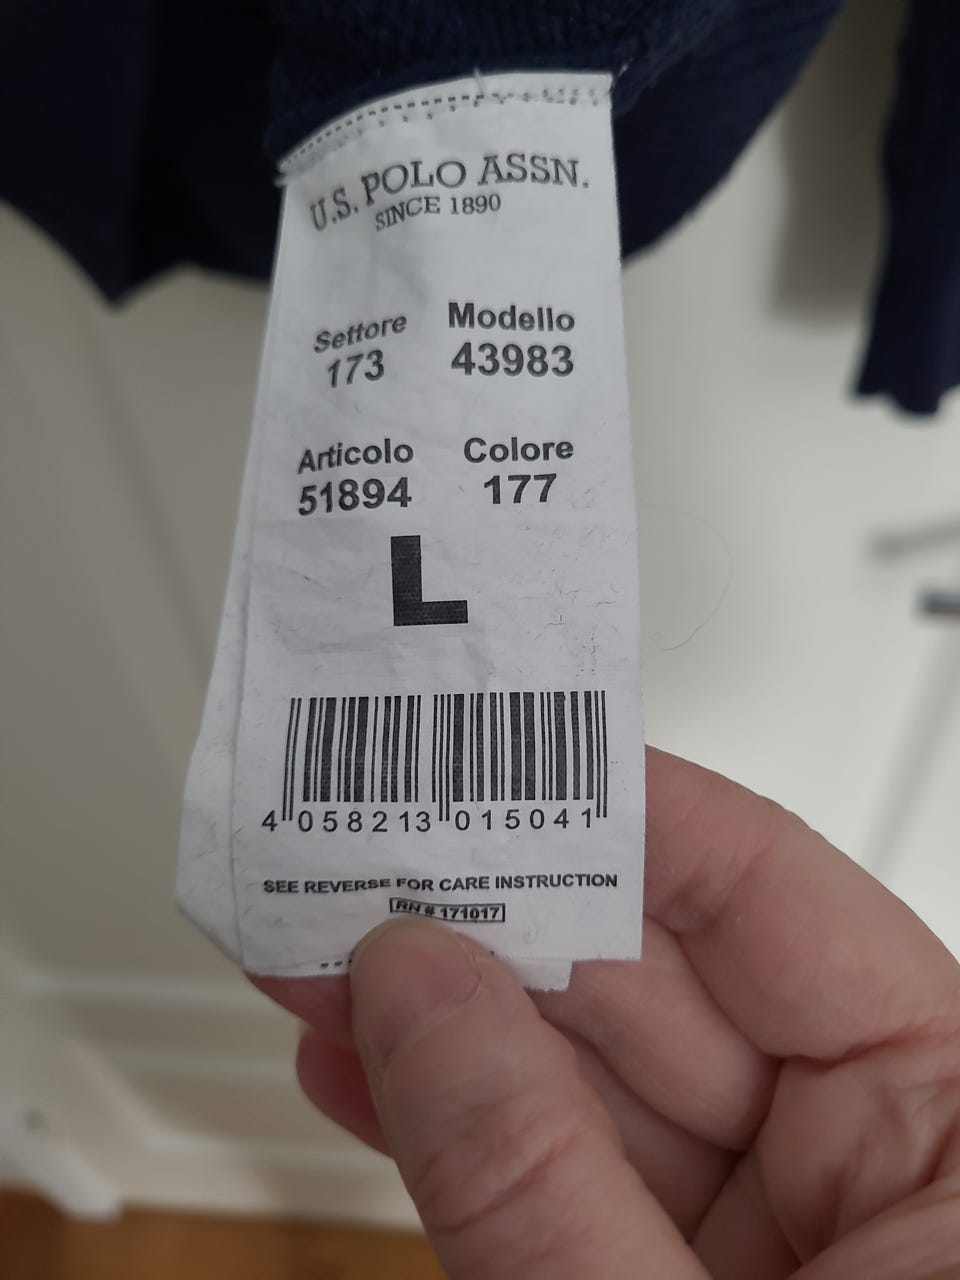 U.S. POLO ASSN.
SINCE 1890
Settore Modello
173 43983
Articolo Colore
51894 177
L
4 058213 015041
SEE REVERSE FOR CARE INSTRUCTION
RN # 171017